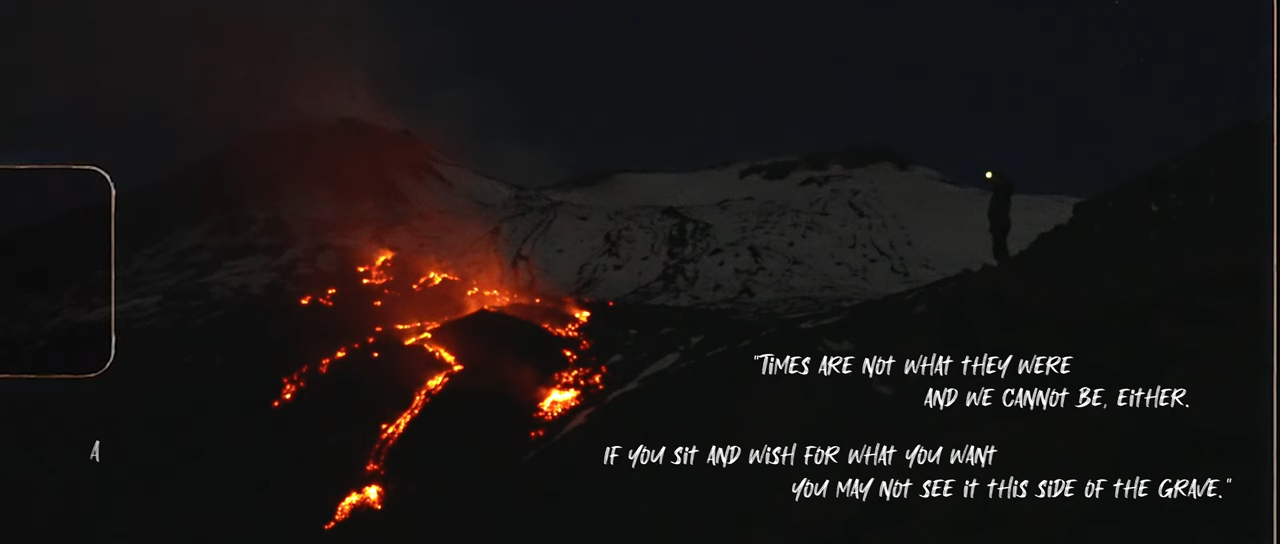 "TIMES ARE NOT WHAT THEY WERE
AND WE CANNOT BE, EITHER.
A
IF YOU SIT AND WISH FOR WHAT YOU WANT
YOU MAY NOT SEE IT THIS SIDE OF THE GRAVE."